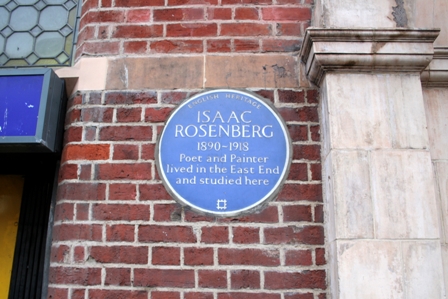 ENGLISH HERITAGE
ISAAC
ROSENBERG
1890-1918
Poet and Painter
lived in the East End
and studied here